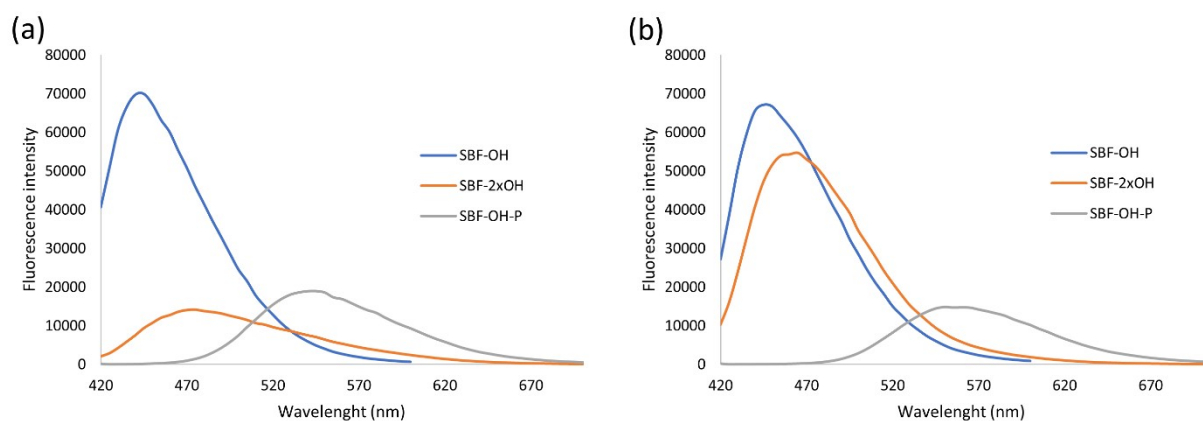 (a)
80000
70000
60000
50000
40000
30000
20000
10000
0
Fluorescence intensity
420 470 520 570 620 670
Wavelenght (nm)
SBF-OH
SBF-2xOH
SBF-OH-P
(b)
80000
70000
60000
50000
40000
30000
20000
10000
0
Fluorescence intensity
420 470 520 570 620 670
Wavelenght (nm)
SBF-OH
SBF-2xOH
SBF-OH-P